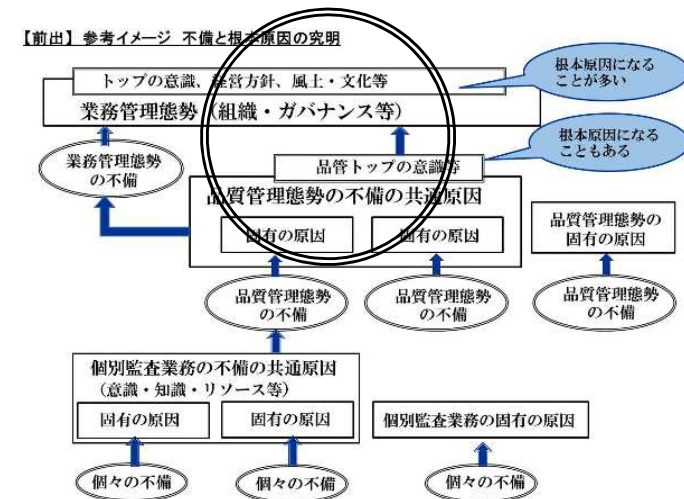 【前出】 参考イメージ 不備と根本原因の究明
根本原因になる
ことが多い
トップの意識、経営方針、風土・文化等
業務管理態勢（組織・ガバナンス等）
根本原因になる
こともある
業務管理態勢
の不備
品管トップの意識等
品質管理態勢の不備の共通原因
固有の原因
固有の原因
品質管理態勢の
固有の原因
品質管理態勢
の不備
品質管理態勢
の不備
品質管理態勢
の不備
個別監査業務の不備の共通原因
（意識・知識・リソース等）
固有の原因
固有の原因
個別監査業務の固有の原因
個々の不備
個々の不備
個々の不備